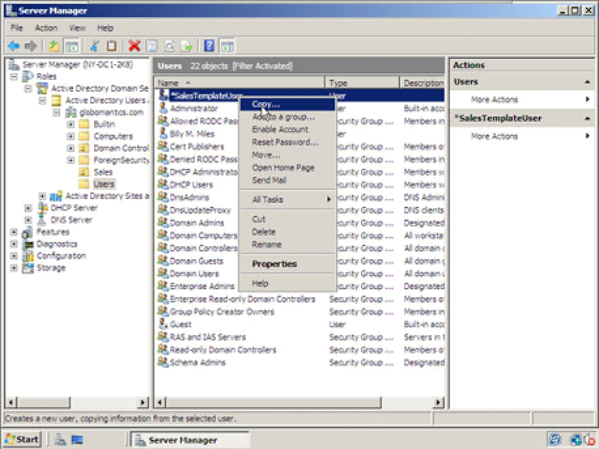 Server Manager
File Action View Help
Server Manager (NY-DC1-2K8)
Roles
Active Directory Domain Se
Active Directory Users
globomantics.com
Builtin
Computers
Domain Control
ForeignSecurity
Sales
Users
Active Directory Sites a
DHCP Server
DNS Server
Features
Diagnostics
Configuration
Storage
Users 22 objects [Filter Activated]
Name Type Description
*SalesTemplateUser User
Administrator Built-in acco
Allowed RODC Pass Security Group ... Members in
Billy M. Miles
Cert Publishers Security Group ... Members of
Denied RODC Passw Security Group ... Members in
DHCP Administrato Security Group ... Members w
DHCP Users Security Group ... Members w
DnsAdmins Security Group ... DNS Admini
DnsUpdateProxy Security Group ... DNS clients
Domain Admins Security Group ... Designated
Domain Computers Security Group ... All worksta
Domain Controllers Security Group ... All domain c
Domain Guests Security Group ... All domain g
Domain Users Security Group ... All domain u
Enterprise Admins Security Group ... Designated
Enterprise Read-only Domain Controllers Security Group ... Members of
Group Policy Creator Owners Security Group ... Members in
Guest User Built-in acco
RAS and IAS Servers Security Group ... Servers in t
Read-only Domain Controllers Security Group ... Members of
Schema Admins Security Group ... Designated
Copy...
Add to a group...
Enable Account
Reset Password...
Move...
Open Home Page
Send Mail
All Tasks
Cut
Delete
Rename
Properties
Help
Actions
Users
More Actions
*SalesTemplateUser
More Actions
Creates a new user, copying information from the selected user.
Start Server Manager